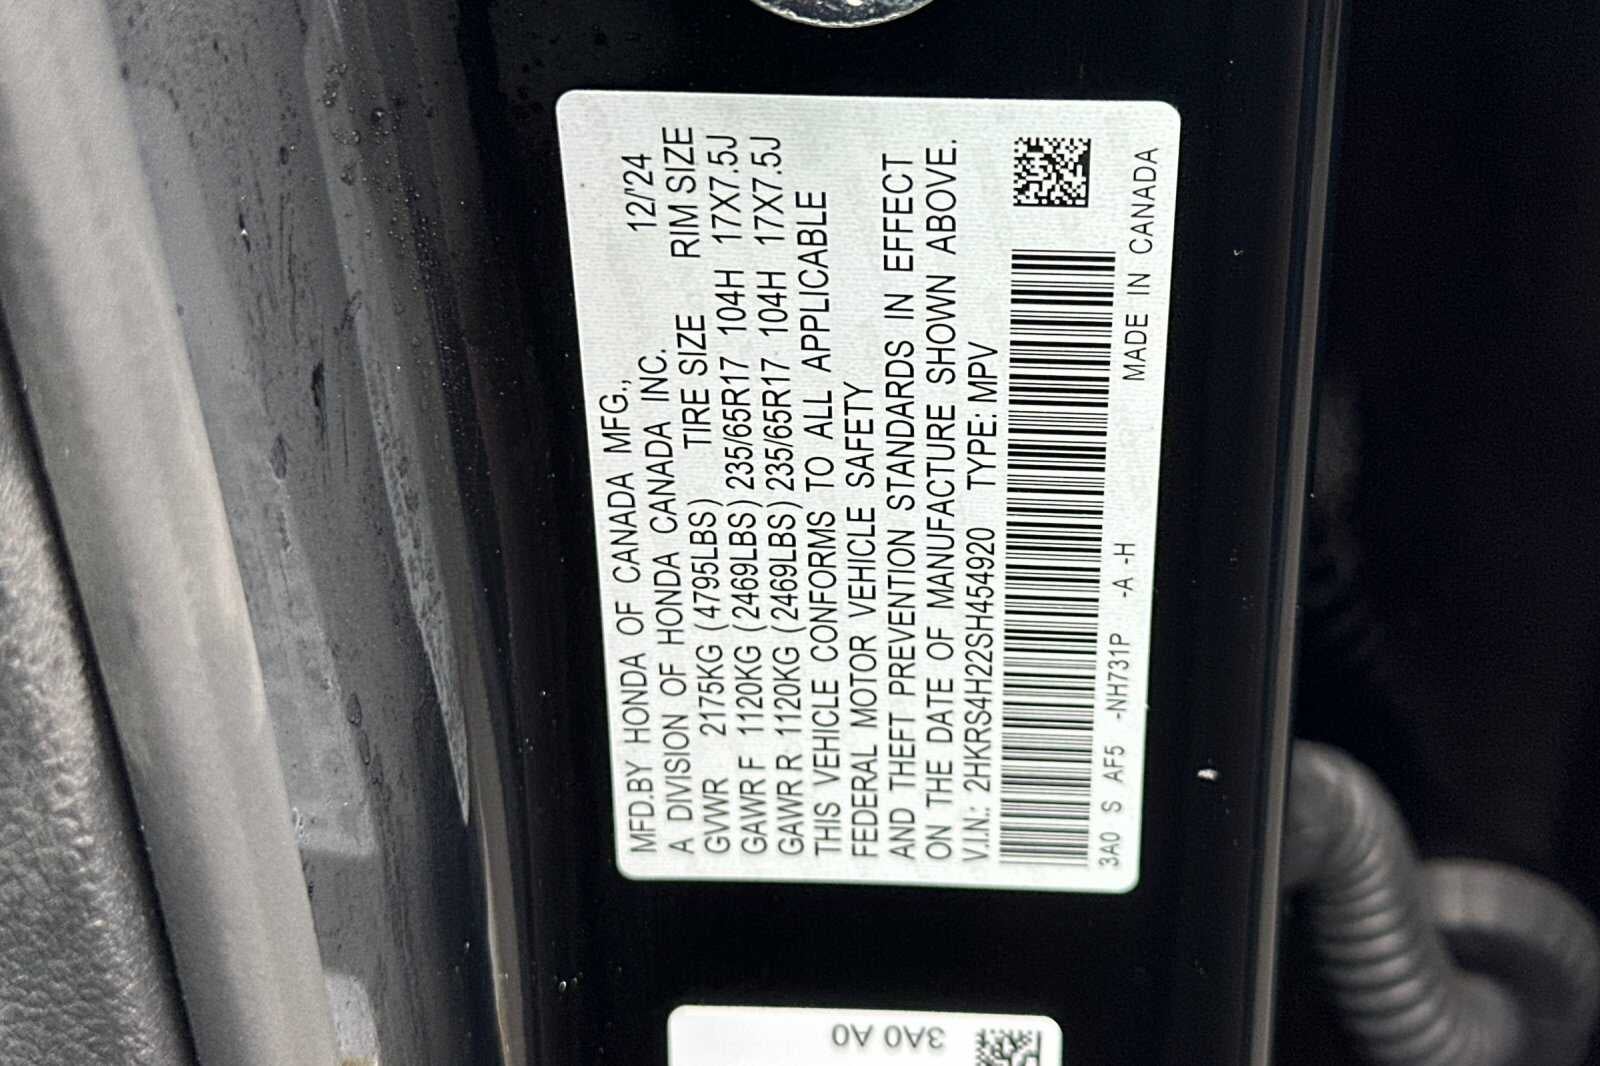 MFD.BY HONDA OF CANADA MFG., 12/'24
A DIVISION OF HONDA CANADA INC.
TIRE SIZE RIM SIZE
GVWR 2175KG (4795LBS)
GAWR F 1120KG (2469LBS) 235/65R17 104H 17X7.5J
GAWR R 1120KG (2469LBS) 235/65R17 104H 17X7.5J
THIS VEHICLE CONFORMS TO ALL APPLICABLE
FEDERAL MOTOR VEHICLE SAFETY
AND THEFT PREVENTION STANDARDS IN EFFECT
ON THE DATE OF MANUFACTURE SHOWN ABOVE.
V.I.N.: 2HKRS4H22SH454920 TYPE: MPV
3A0 S AF5 -NH731P -A -H MADE IN CANADA
3A0 A0